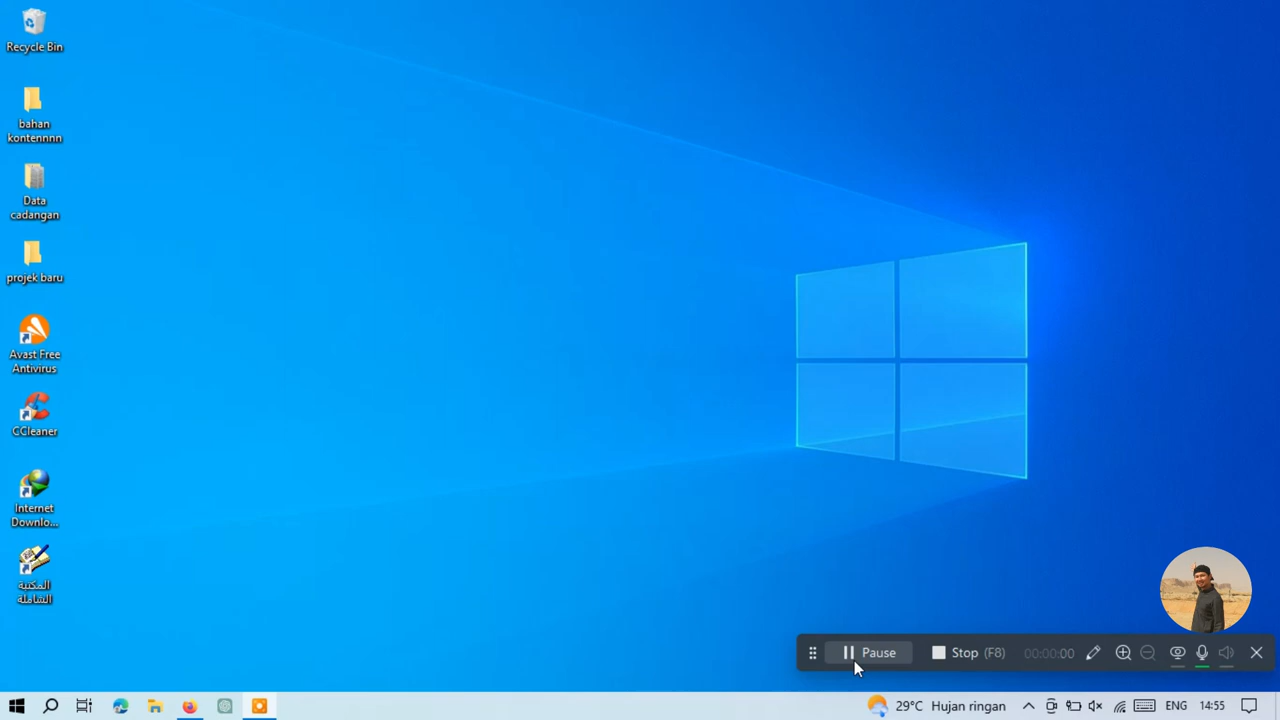 Recycle Bin
bahan
kontennnn
Data
cadangan
projek baru
Avast Free
Antivirus
CCleaner
Internet
Downlo...
المكتبة
الشاملة
Pause
Stop (F8)
00:00:00
29°C Hujan ringan
ENG
14:55